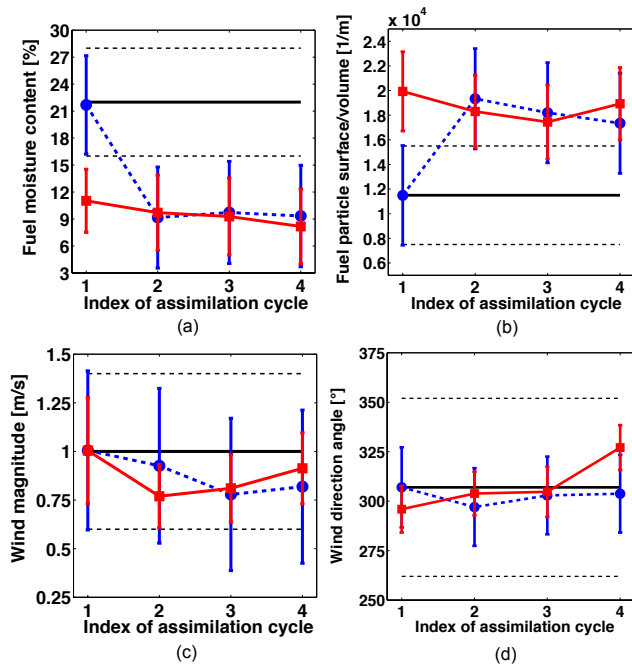 30
27
24
21
18
15
12
9
6
3
Fuel moisture content [%]
1 2 3 4
Index of assimilation cycle
(a)
x 10⁴
2.4
2.2
2.0
1.8
1.6
1.4
1.2
1.0
0.8
0.6
Fuel particle surface/volume [1/m]
1 2 3 4
Index of assimilation cycle
(b)
1.5
1.25
1
0.75
0.5
0.25
Wind magnitude [m/s]
1 2 3 4
Index of assimilation cycle
(c)
375
350
325
300
275
250
Wind direction angle [°]
1 2 3 4
Index of assimilation cycle
(d)